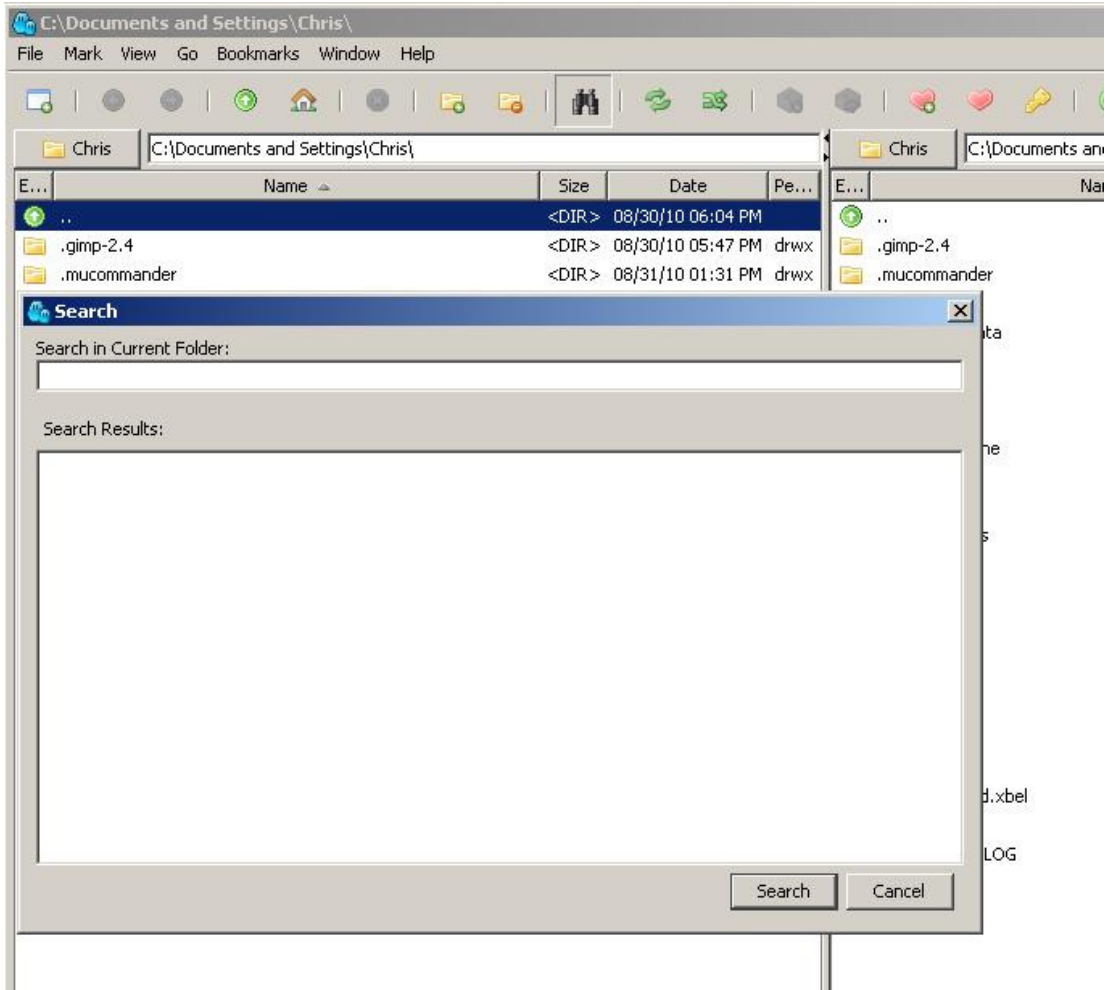 C:\Documents and Settings\Chris\
File Mark View Go Bookmarks Window Help
Chris C:\Documents and Settings\Chris\ Chris C:\Documents an
E... Name Size Date Pe... E... Nar
.. <DIR> 08/30/10 06:04 PM ..
.gimp-2.4 <DIR> 08/30/10 05:47 PM drwx .gimp-2.4
.mucommander <DIR> 08/31/10 01:31 PM drwx .mucommander
Search
Search in Current Folder:
Search Results:
d.xbel
LOG
Search Cancel